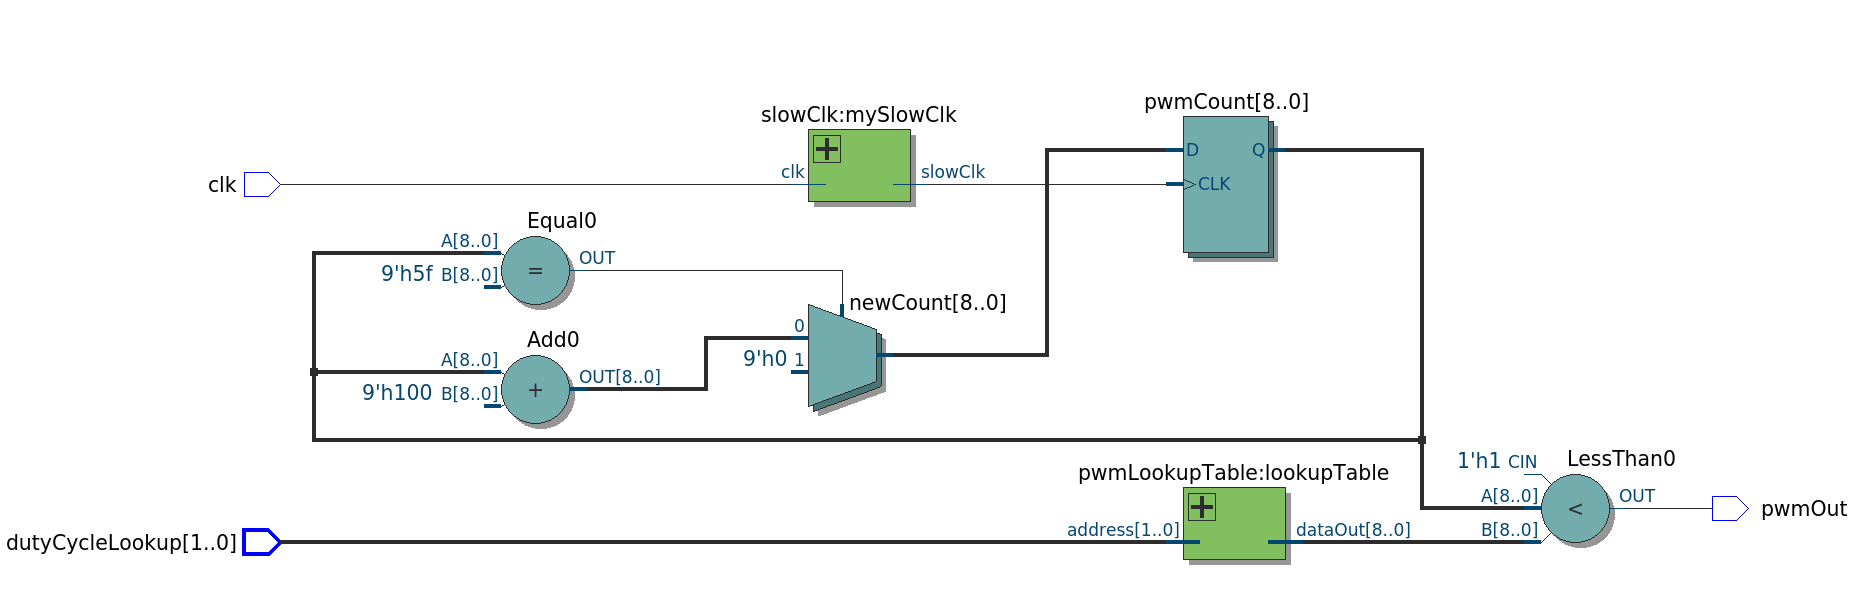 pwmCount[8..0]
slowClk:mySlowClk
D
Q
clk
slowClk
clk
CLK
Equal0
A[8..0]
OUT
9'h5f
B[8..0]
=
newCount[8..0]
0
Add0
9'h0
1
A[8..0]
OUT[8..0]
9'h100
B[8..0]
+
1'h1
CIN
LessThan0
pwmLookupTable:lookupTable
A[8..0]
OUT
<
pwmOut
address[1..0]
dataOut[8..0]
B[8..0]
dutyCycleLookup[1..0]